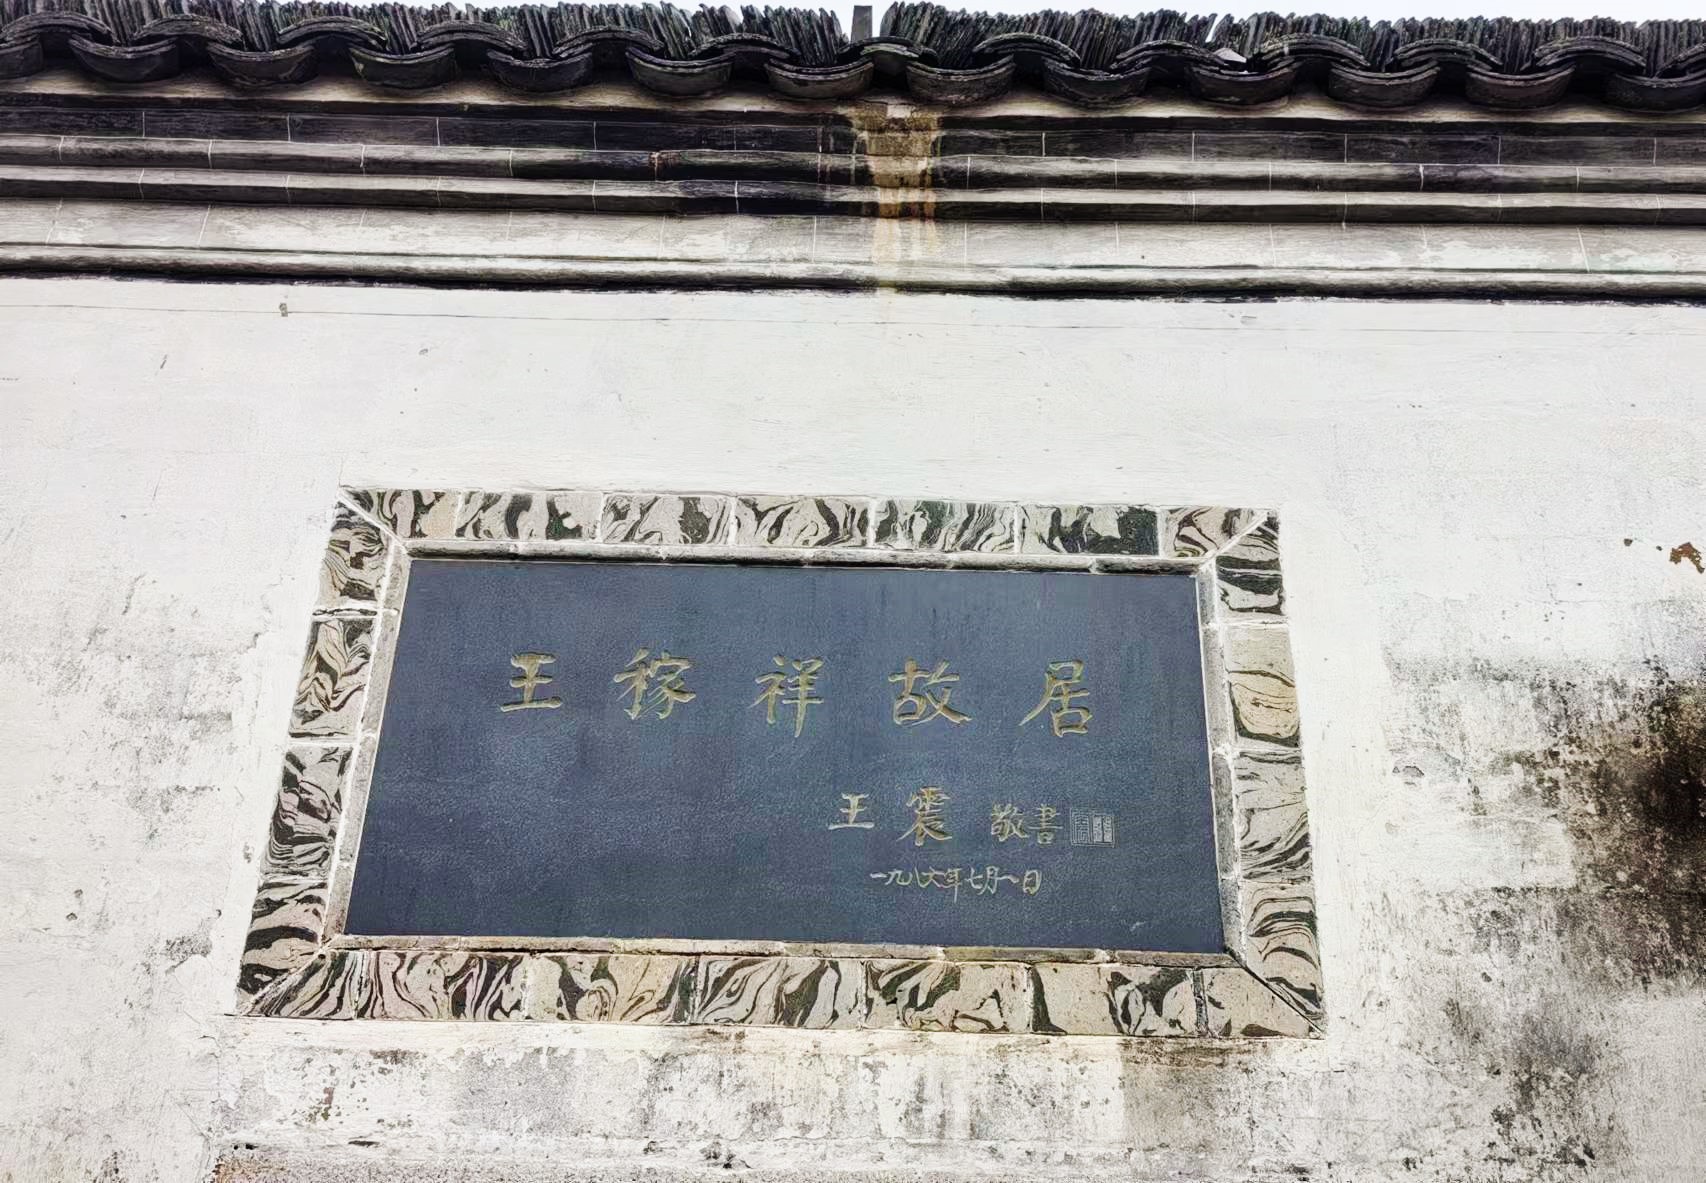 王稼祥故居
王震敬書
一九八六年七月一日